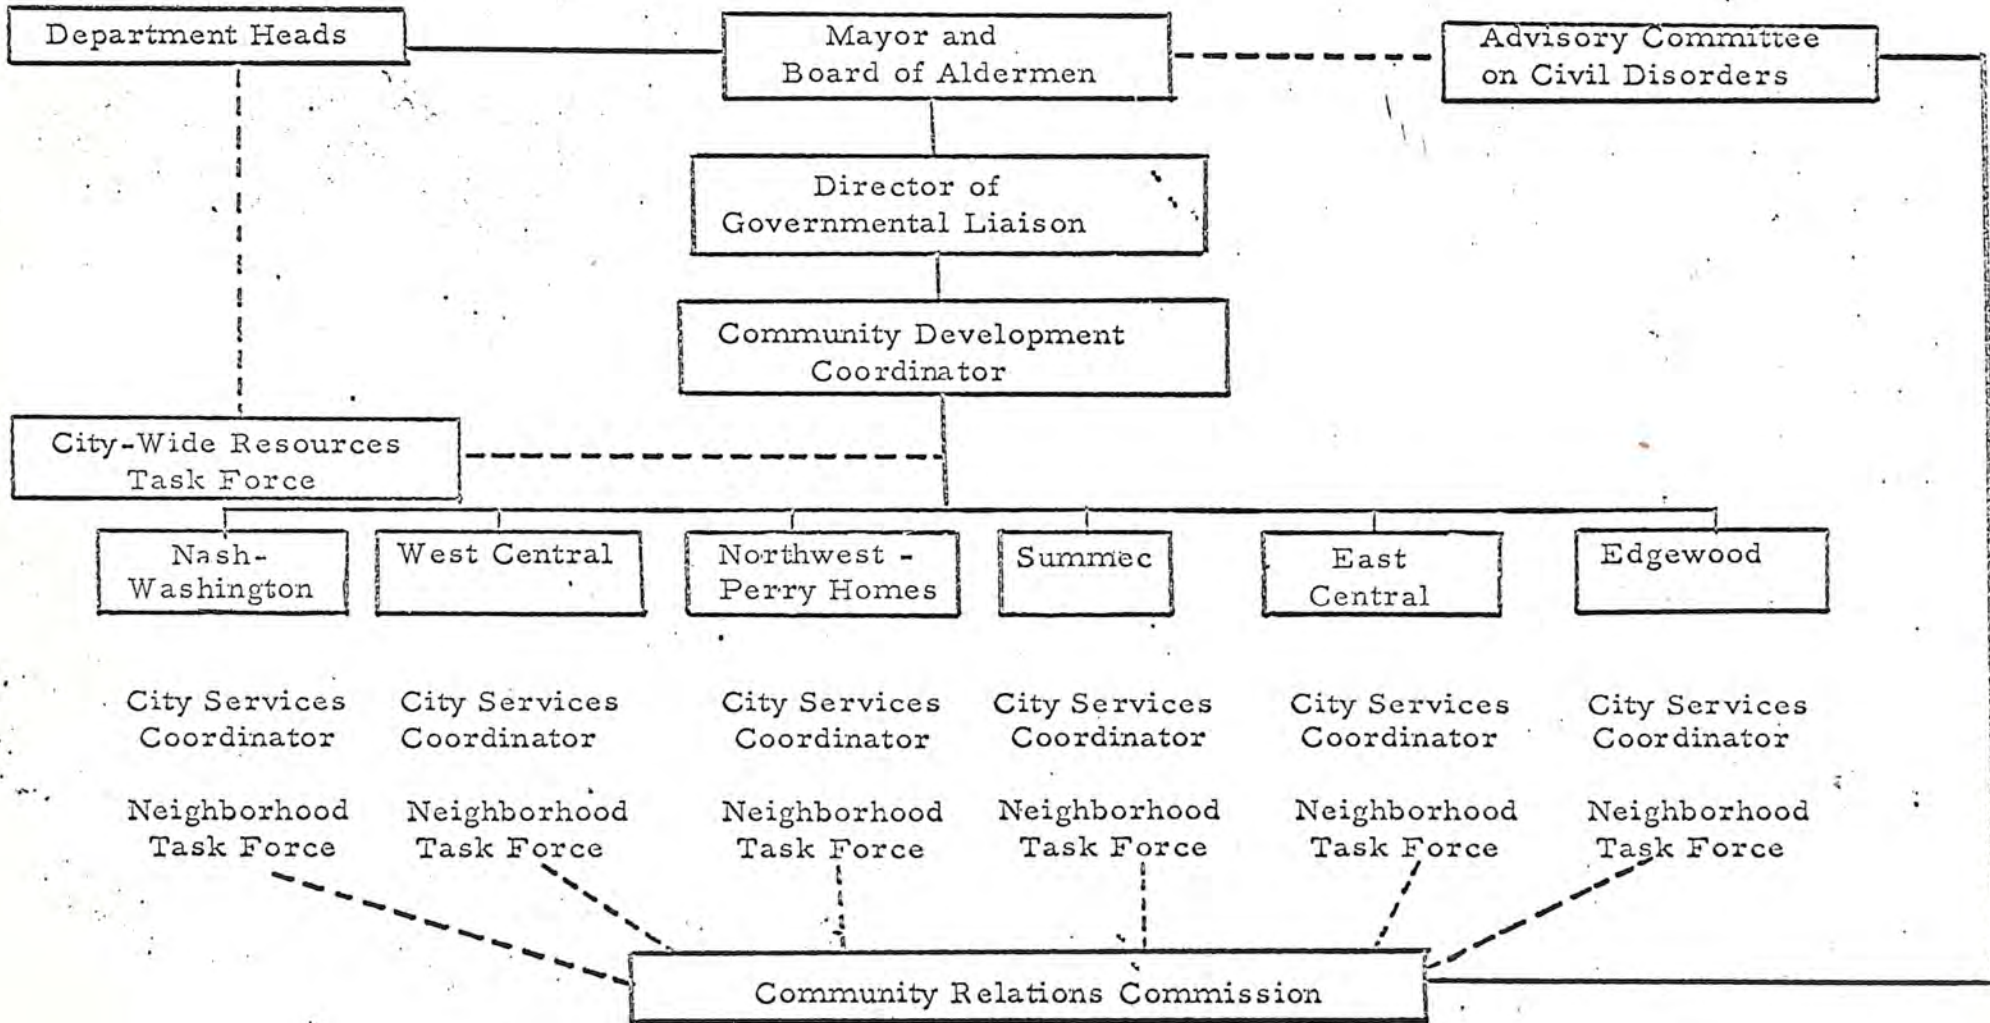 Department Heads
Mayor and
Board of Aldermen
Advisory Committee
on Civil Disorders
Director of
Governmental Liaison
Community Development
Coordinator
City-Wide Resources
Task Force
Nash-
Washington
West Central
Northwest -
Perry Homes
Summec
East
Central
Edgewood
City Services
Coordinator
City Services
Coordinator
City Services
Coordinator
City Services
Coordinator
City Services
Coordinator
City Services
Coordinator
Neighborhood
Task Force
Neighborhood
Task Force
Neighborhood
Task Force
Neighborhood
Task Force
Neighborhood
Task Force
Neighborhood
Task Force
Community Relations Commission